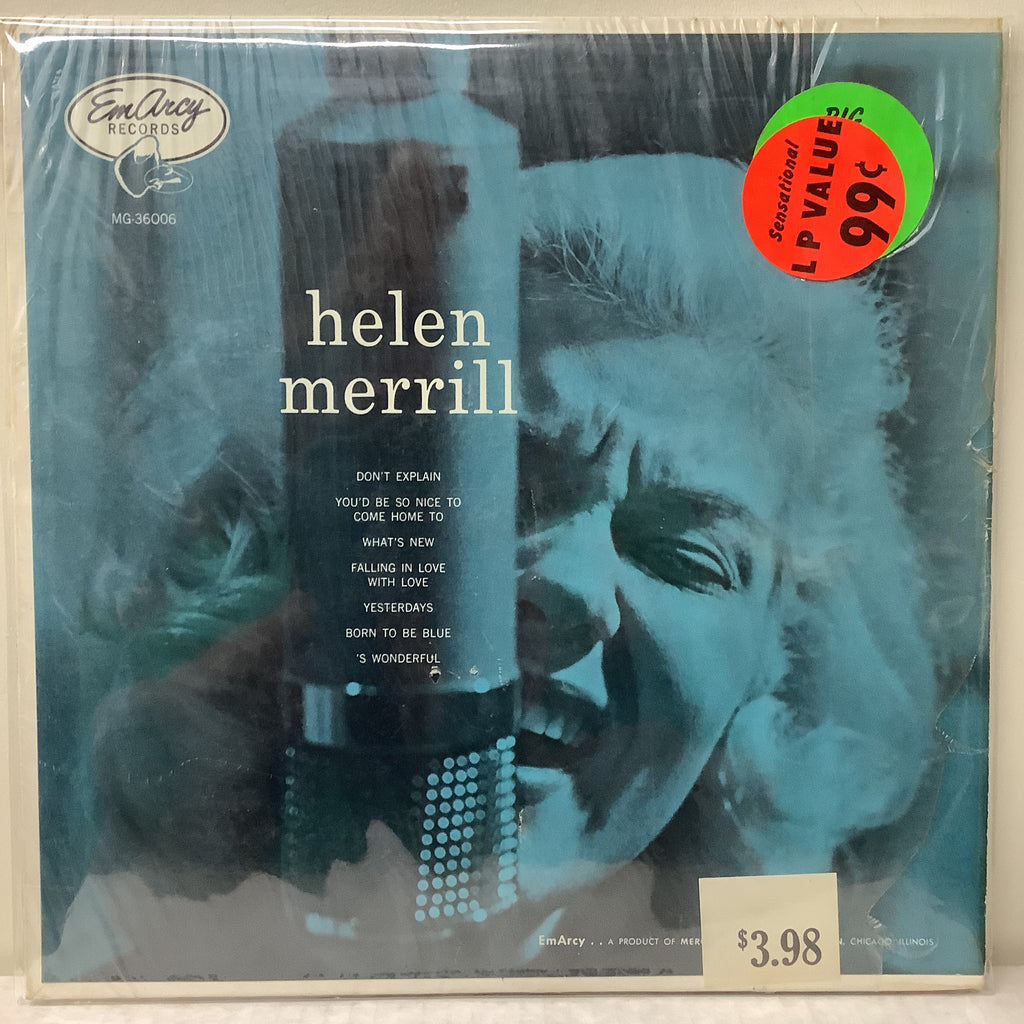 EmArcy
RECORDS
MG-36006
BIG
Sensational
LP VALUE
99¢
helen
merrill
DON'T EXPLAIN
YOU'D BE SO NICE TO
COME HOME TO
WHAT'S NEW
FALLING IN LOVE
WITH LOVE
YESTERDAYS
BORN TO BE BLUE
'S WONDERFUL
EmArcy . . A PRODUCT OF
CHICAGO ILLINOIS
$3.98